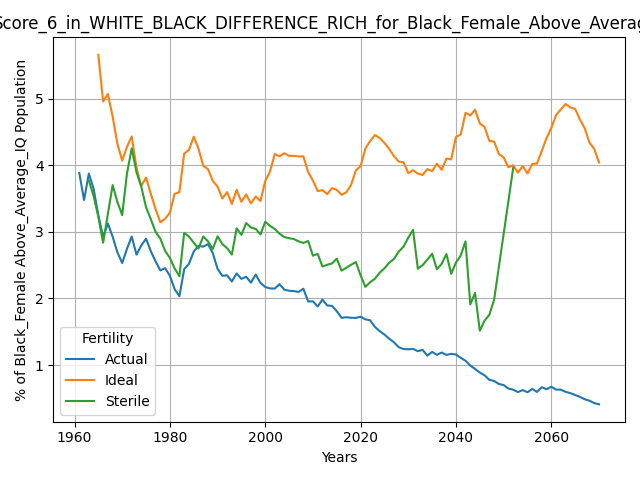 Score_6_in_WHITE_BLACK_DIFFERENCE_RICH_for_Black_Female_Above_Averag
% of Black_Female Above_Average_IQ Population
5
4
3
2
1
Fertility
Actual
Ideal
Sterile
1960 1980 2000 2020 2040 2060
Years